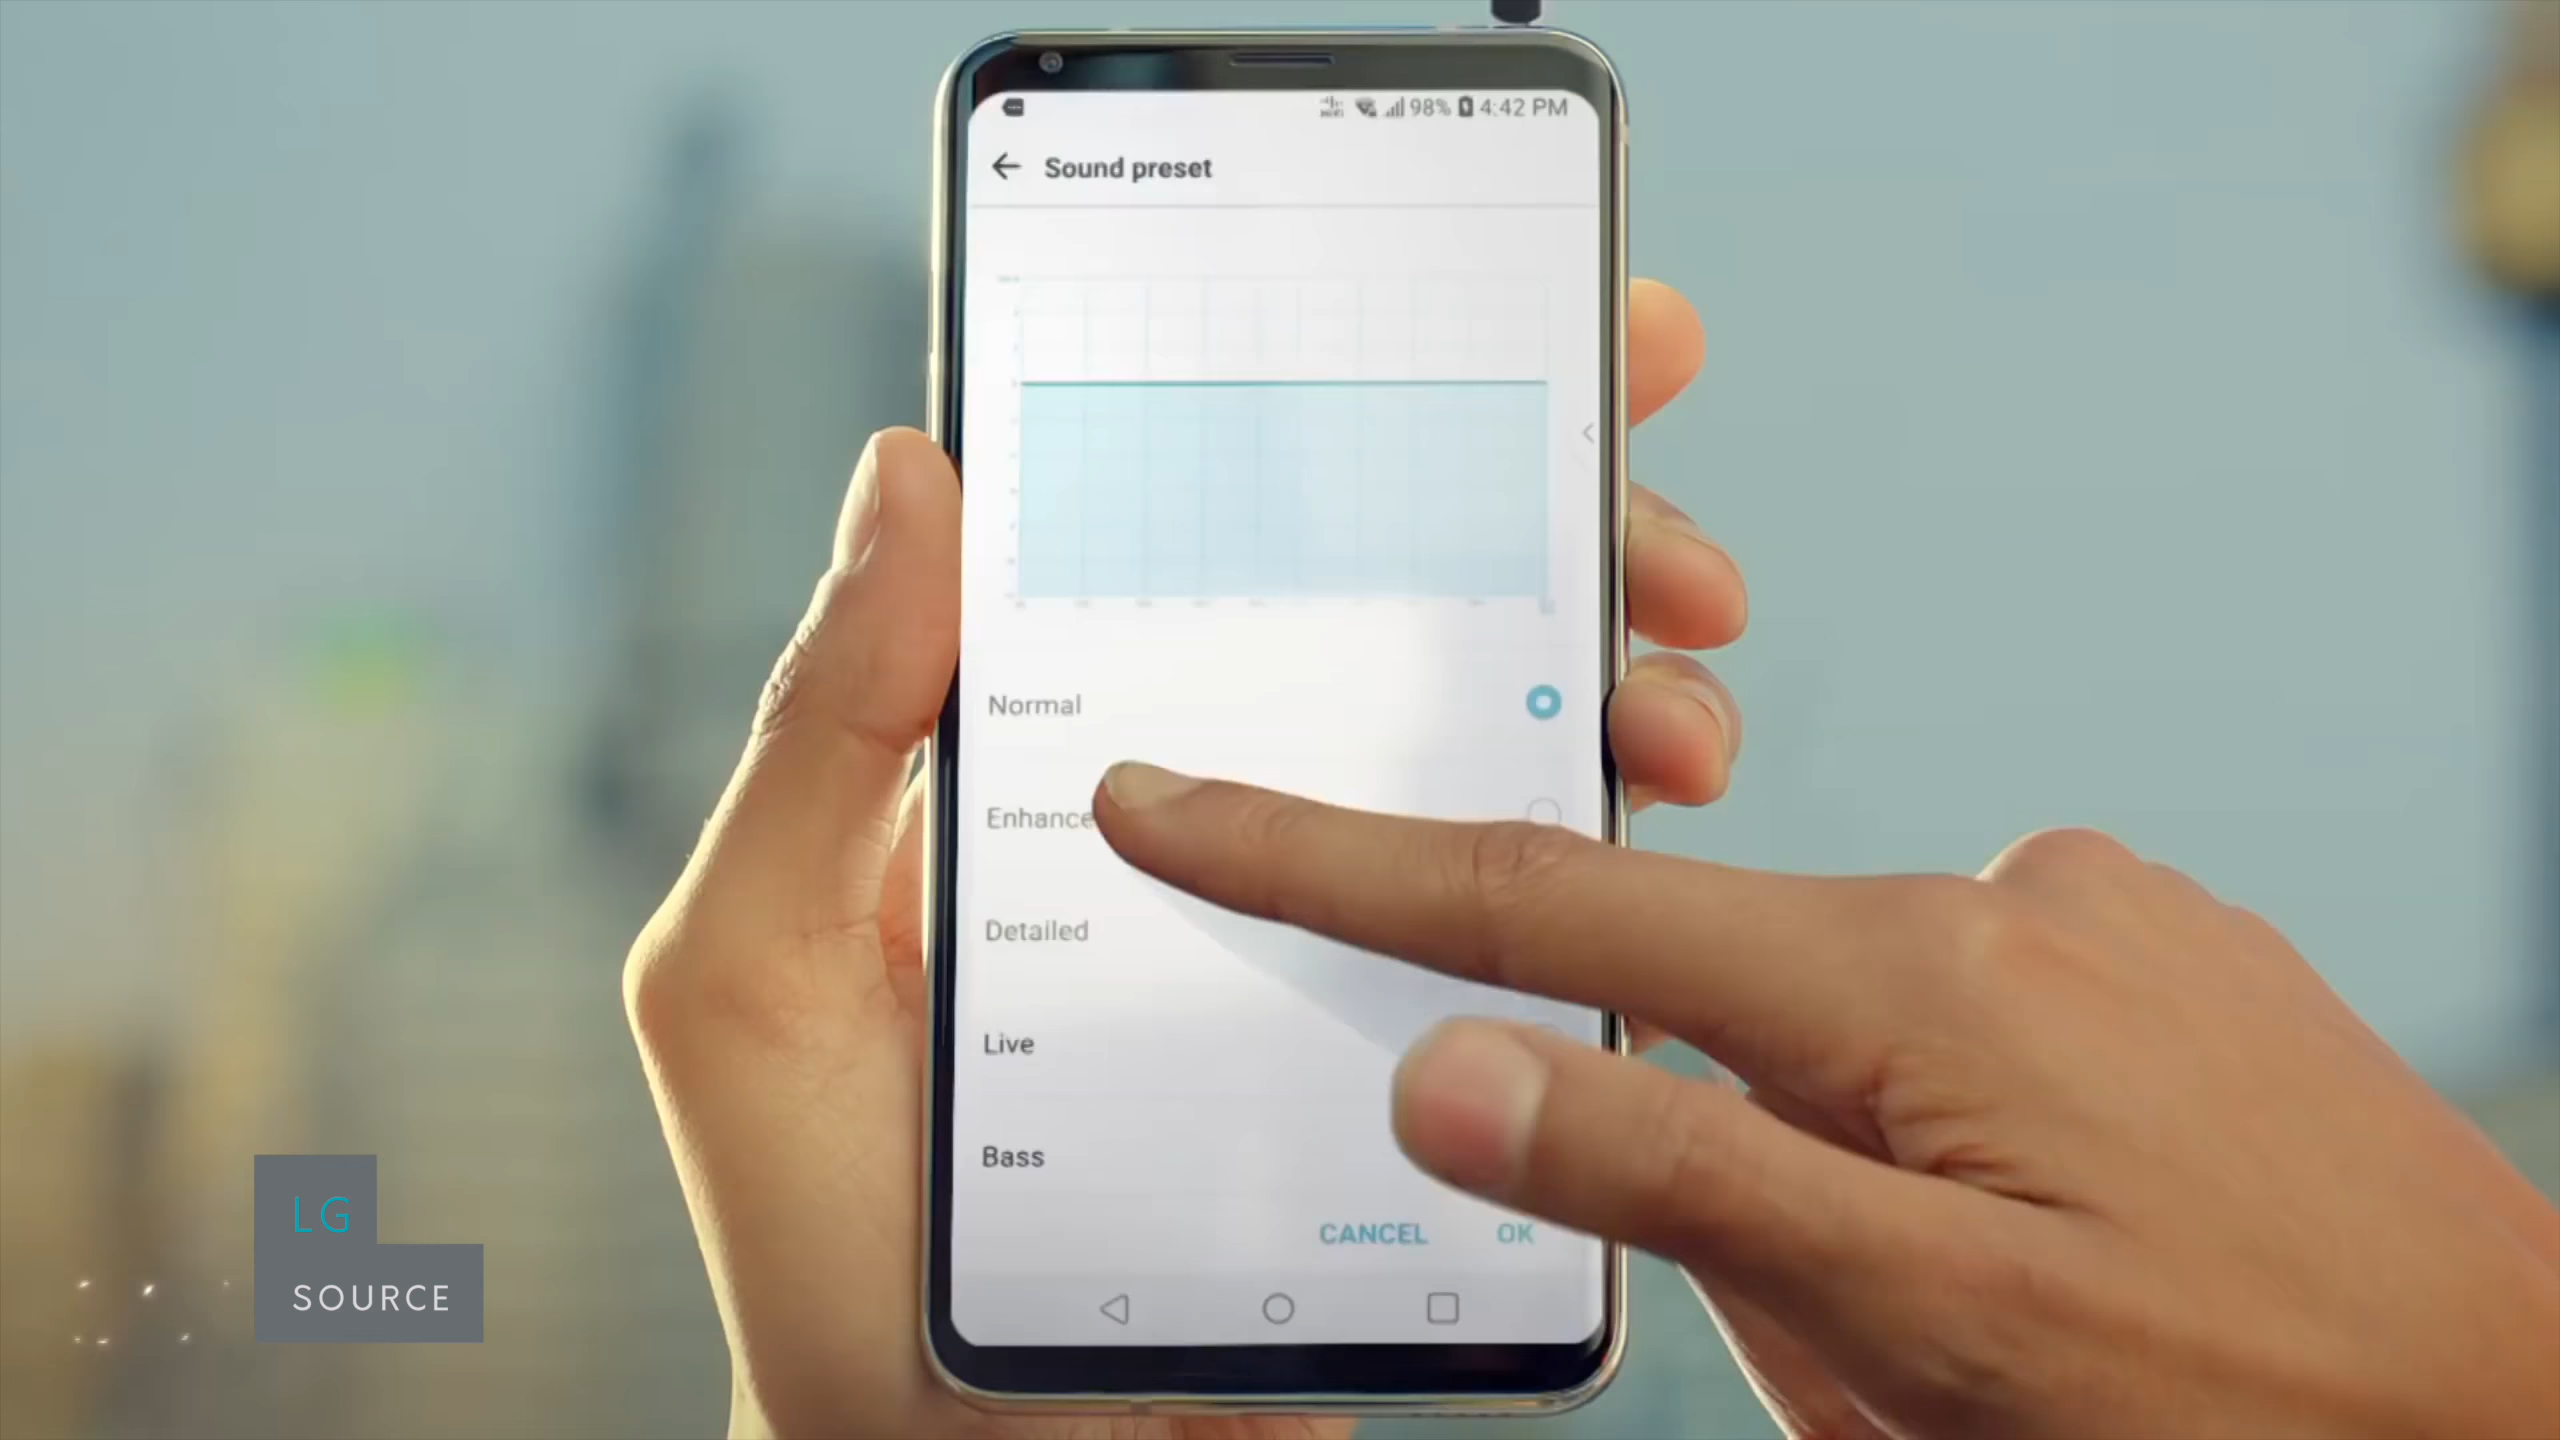 98% 4:42 PM
Sound preset
Normal
Enhance
Detailed
Live
Bass
CANCEL OK
LG
SOURCE